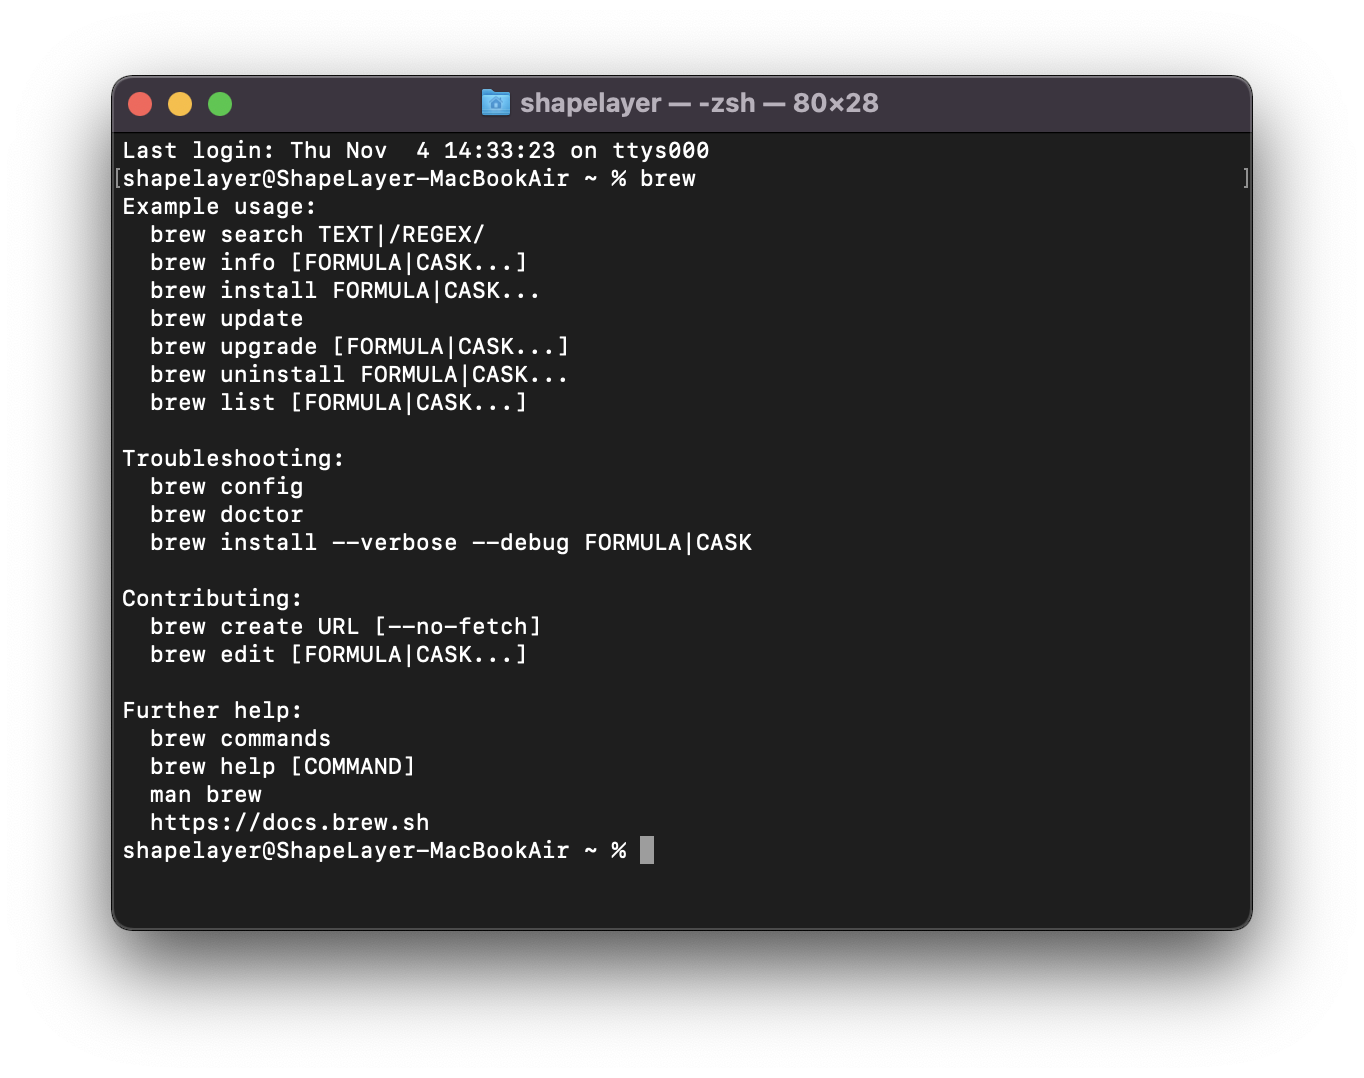 shapelayer — -zsh — 80×28
Last login: Thu Nov  4 14:33:23 on ttys000
[shapelayer@ShapeLayer-MacBookAir ~ % brew ]
Example usage:
  brew search TEXT|/REGEX/
  brew info [FORMULA|CASK...]
  brew install FORMULA|CASK...
  brew update
  brew upgrade [FORMULA|CASK...]
  brew uninstall FORMULA|CASK...
  brew list [FORMULA|CASK...]

Troubleshooting:
  brew config
  brew doctor
  brew install --verbose --debug FORMULA|CASK

Contributing:
  brew create URL [--no-fetch]
  brew edit [FORMULA|CASK...]

Further help:
  brew commands
  brew help [COMMAND]
  man brew
  https://docs.brew.sh
shapelayer@ShapeLayer-MacBookAir ~ %